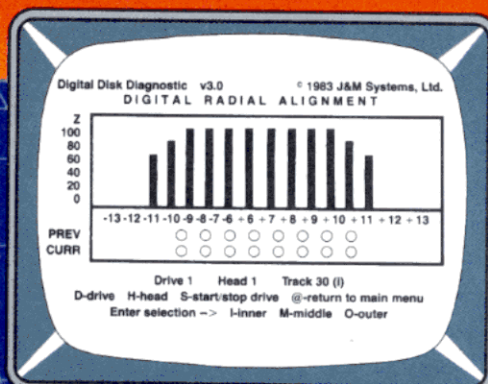 Digital Disk Diagnostic v3.0 © 1983 J&M Systems, Ltd.
DIGITAL RADIAL ALIGNMENT
Z
100
80
60
40
20
0
-13 -12 -11 -10 -9 -8 -7 -6 + 6 + 7 + 8 + 9 + 10 + 11 + 12 + 13
PREV
CURR
Drive 1 Head 1 Track 30 (I)
D-drive H-head S-start/stop drive @-return to main menu
Enter selection -> I-inner M-middle O-outer